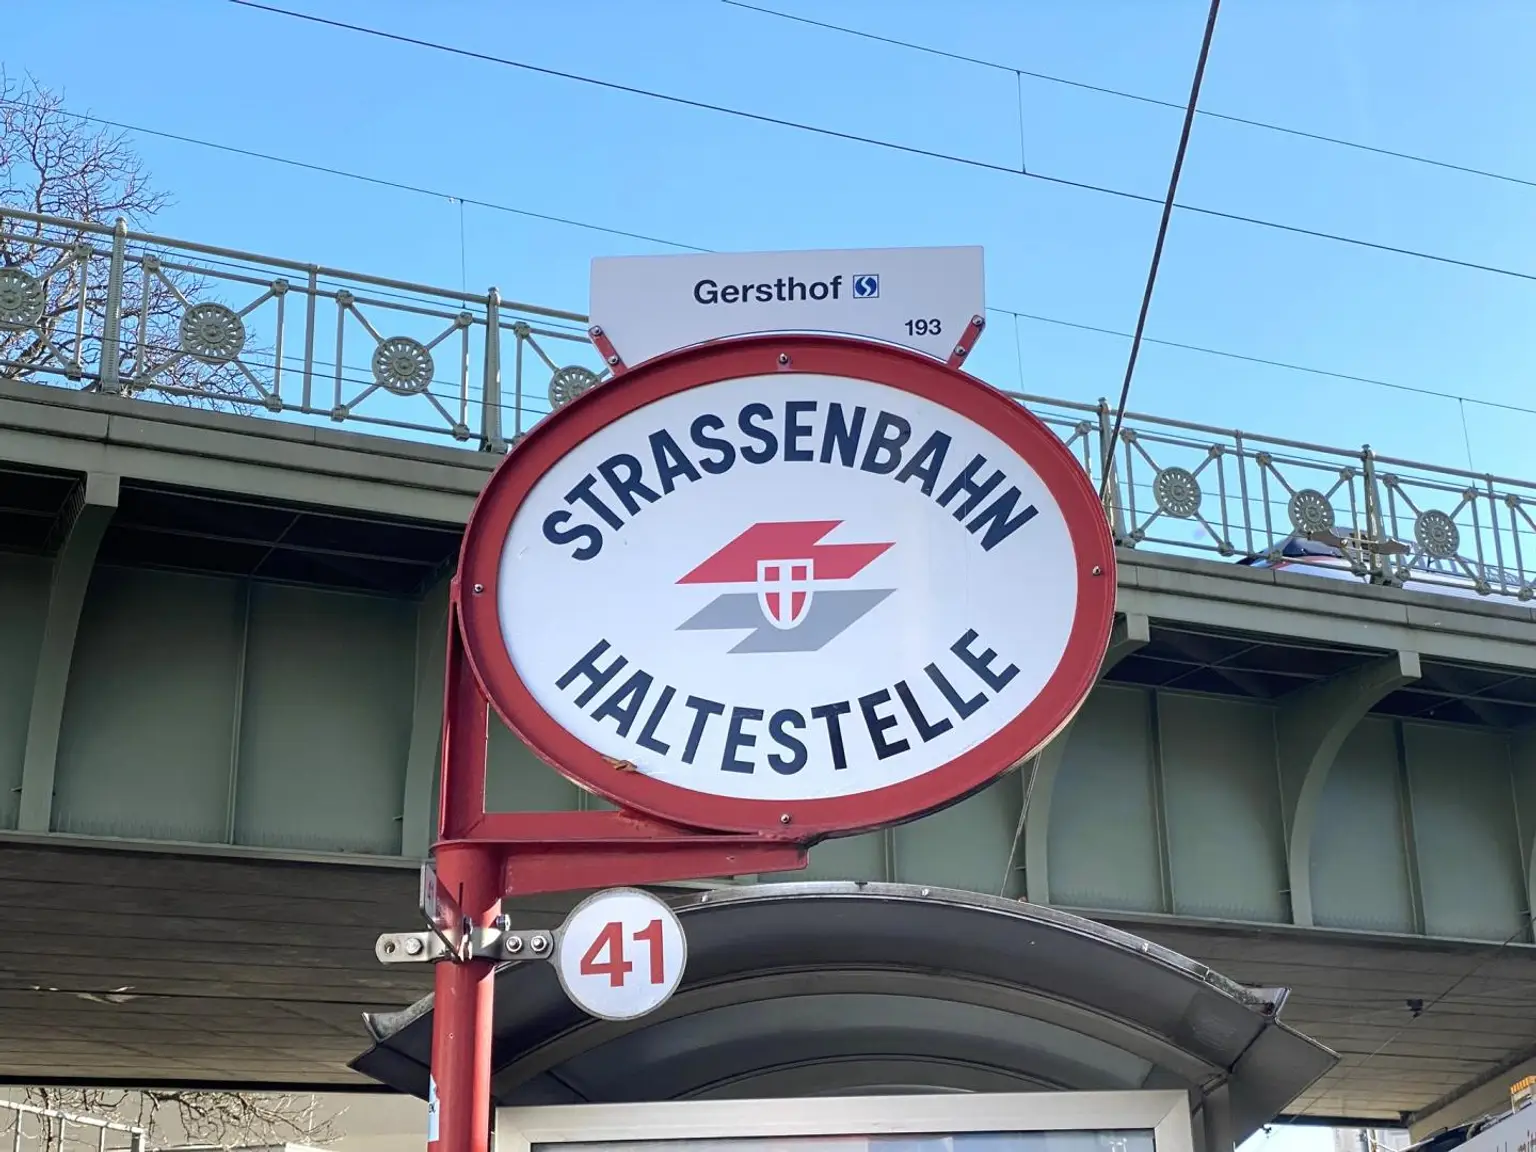 Gersthof
193
STRASSENBAHN
HALTESTELLE
41